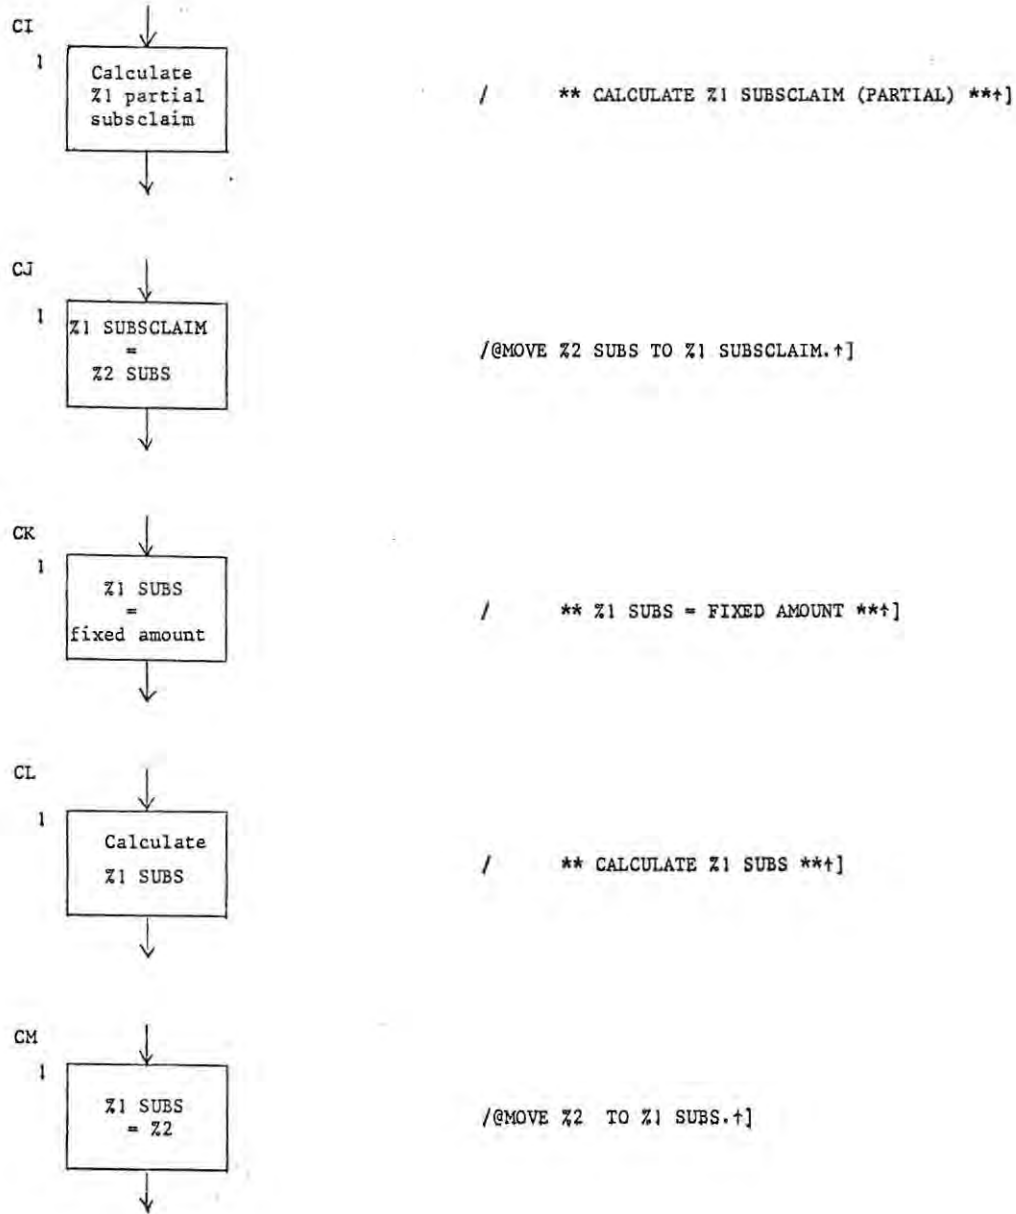 CI
1
Calculate
%1 partial
subsclaim
/ ** CALCULATE %1 SUBSCLAIM (PARTIAL) **↑]
CJ
1
%1 SUBSCLAIM
=
%2 SUBS
/@MOVE %2 SUBS TO %1 SUBSCLAIM.↑]
CK
1
%1 SUBS
=
fixed amount
/ ** %1 SUBS = FIXED AMOUNT **↑]
CL
1
Calculate
%1 SUBS
/ ** CALCULATE %1 SUBS **↑]
CM
1
%1 SUBS
= %2
/@MOVE %2 TO %1 SUBS.↑]